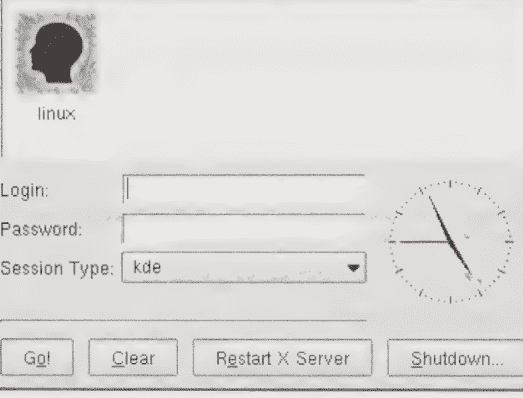 linux
Login:
Password:
Session Type: kde
Go! Clear Restart X Server Shutdown...